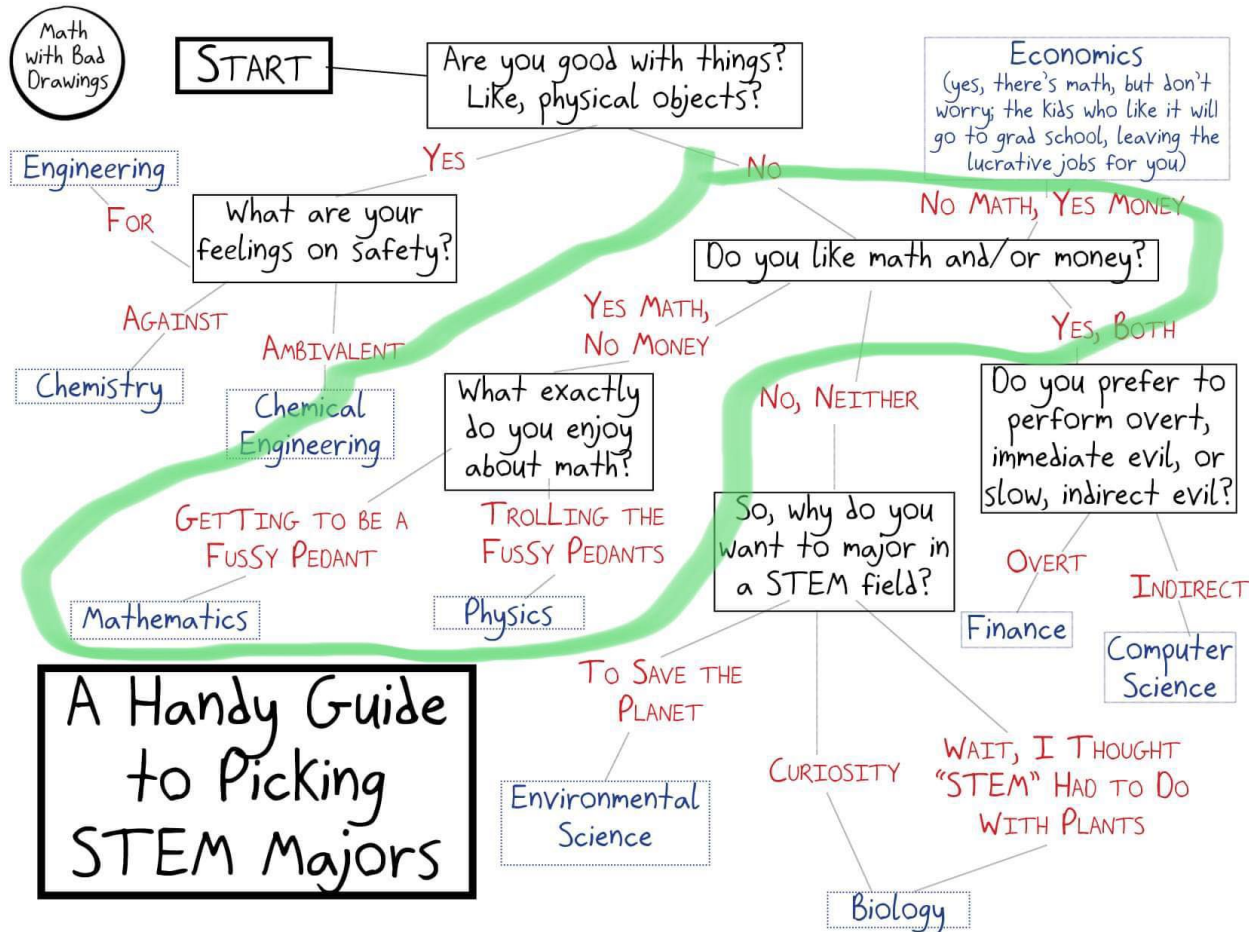 Math
with Bad
Drawings
START
Are you good with things?
Like, physical objects?
Economics
(yes, there's math, but don't
worry; the kids who like it will
go to grad school, leaving the
lucrative jobs for you)
YES
NO
Engineering
FOR
What are your
feelings on safety?
NO MATH, YES MONEY
Do you like math and/or money?
AGAINST
AMBIVALENT
YES MATH,
NO MONEY
YES, BOTH
Chemistry
Chemical
Engineering
What exactly
do you enjoy
about math?
NO, NEITHER
Do you prefer to
perform overt,
immediate evil, or
slow, indirect evil?
GETTING TO BE A
FUSSY PEDANT
TROLLING THE
FUSSY PEDANTS
So, why do you
want to major in
a STEM field?
OVERT
INDIRECT
Mathematics
Physics
Finance
Computer
Science
A Handy Guide
to Picking
STEM Majors
TO SAVE THE
PLANET
CURIOSITY
WAIT, I THOUGHT
"STEM" HAD TO DO
WITH PLANTS
Environmental
Science
Biology